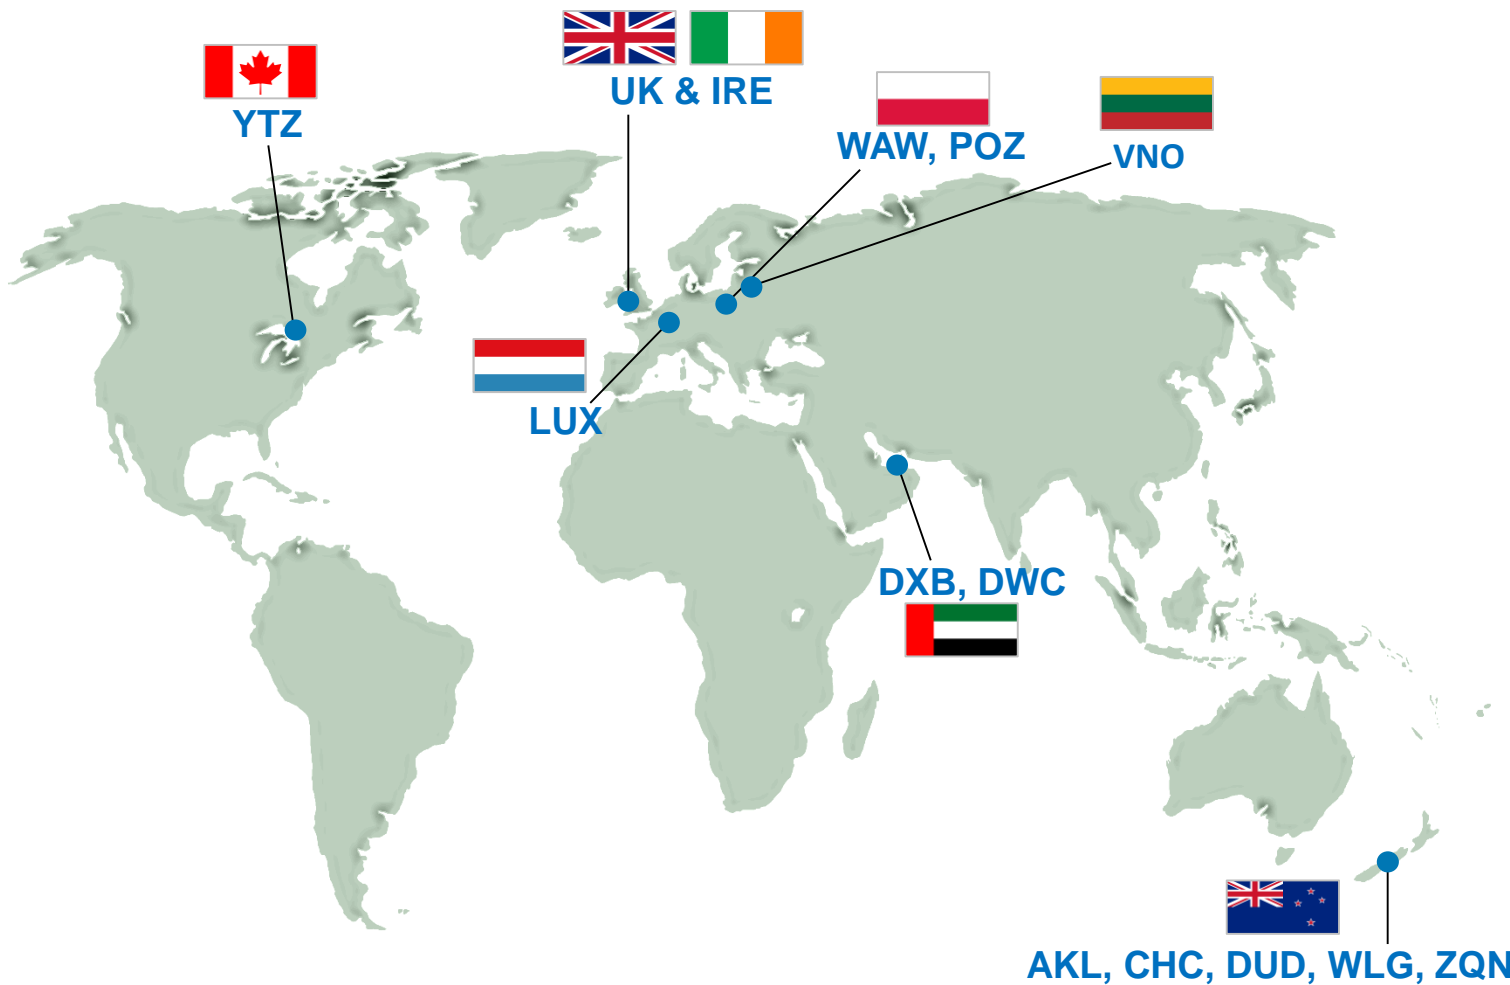 UK & IRE
YTZ
WAW, POZ
VNO
LUX
DXB, DWC
AKL, CHC, DUD, WLG, ZQN